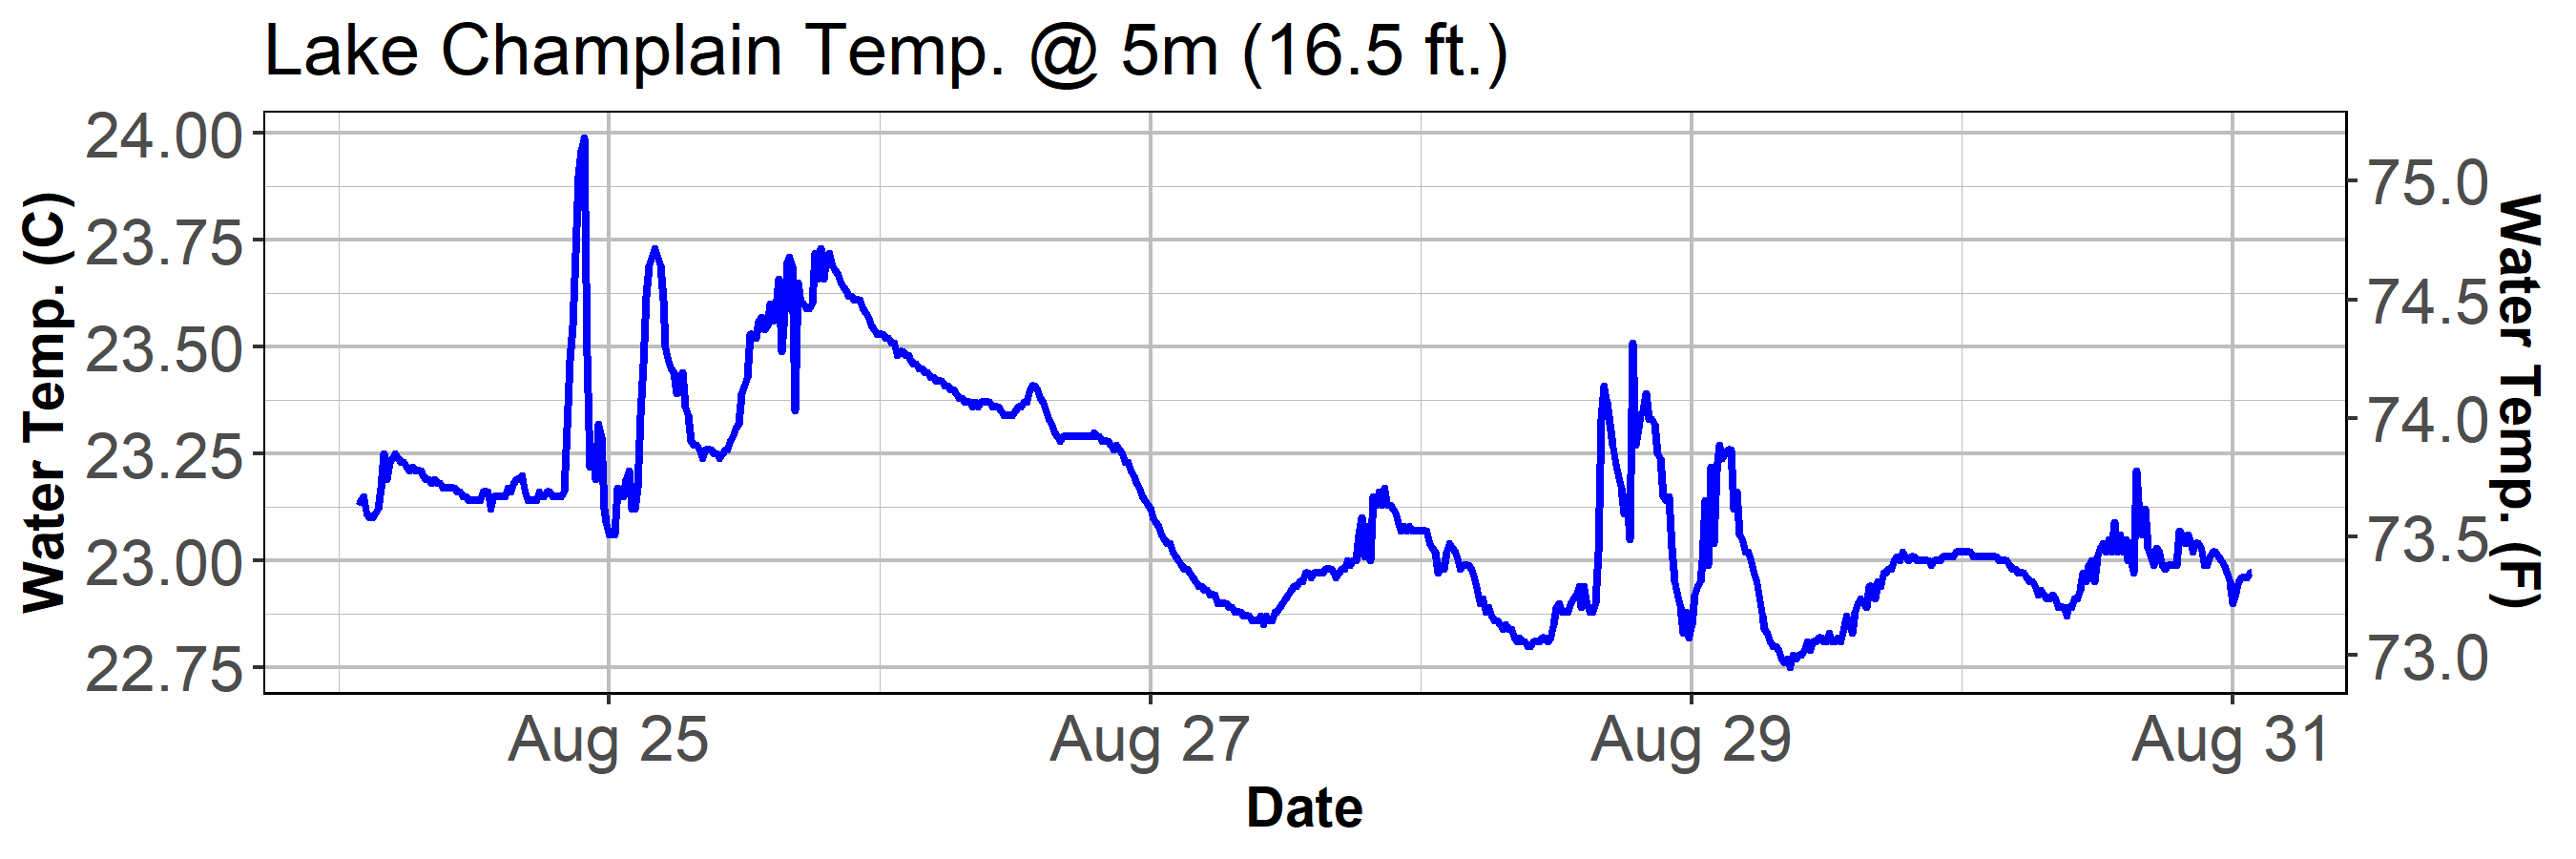 Lake Champlain Temp. @ 5m (16.5 ft.)
Water Temp. (C)
24.00
23.75
23.50
23.25
23.00
22.75
75.0
74.5
74.0
73.5
73.0
Water Temp. (F)
Aug 25 Aug 27 Aug 29 Aug 31
Date